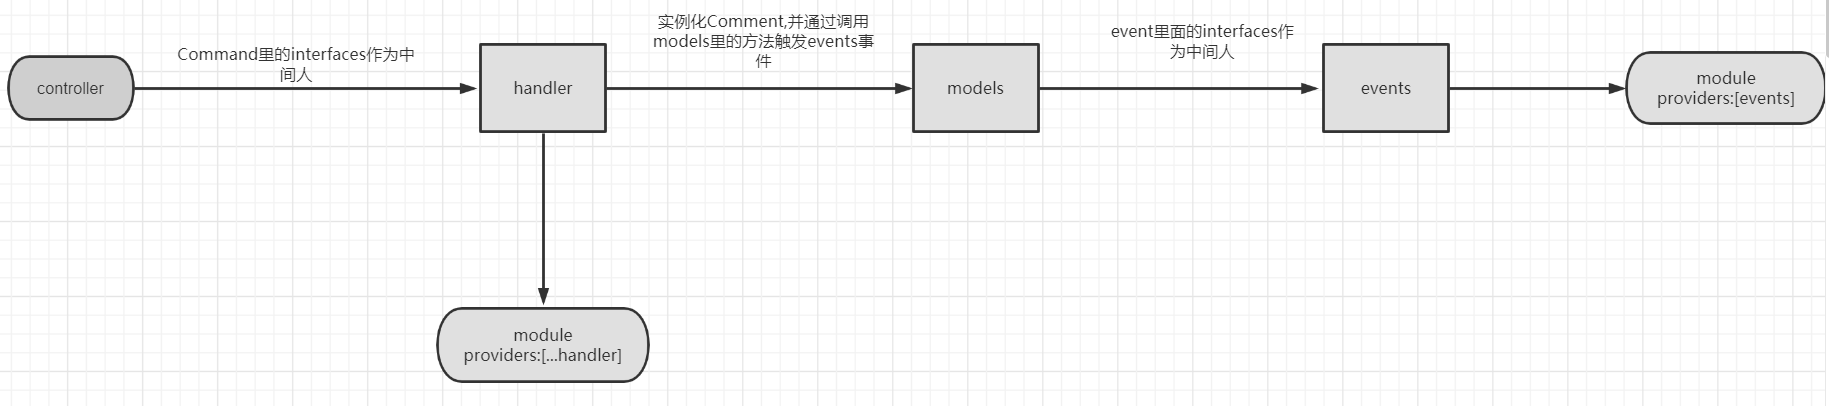 controller
Command里的interfaces作为中
间人
handler
实例化Comment,并通过调用
models里的方法触发events事
件
models
event里面的interfaces作
为中间人
events
module
providers:[events]
module
providers:[...handler]